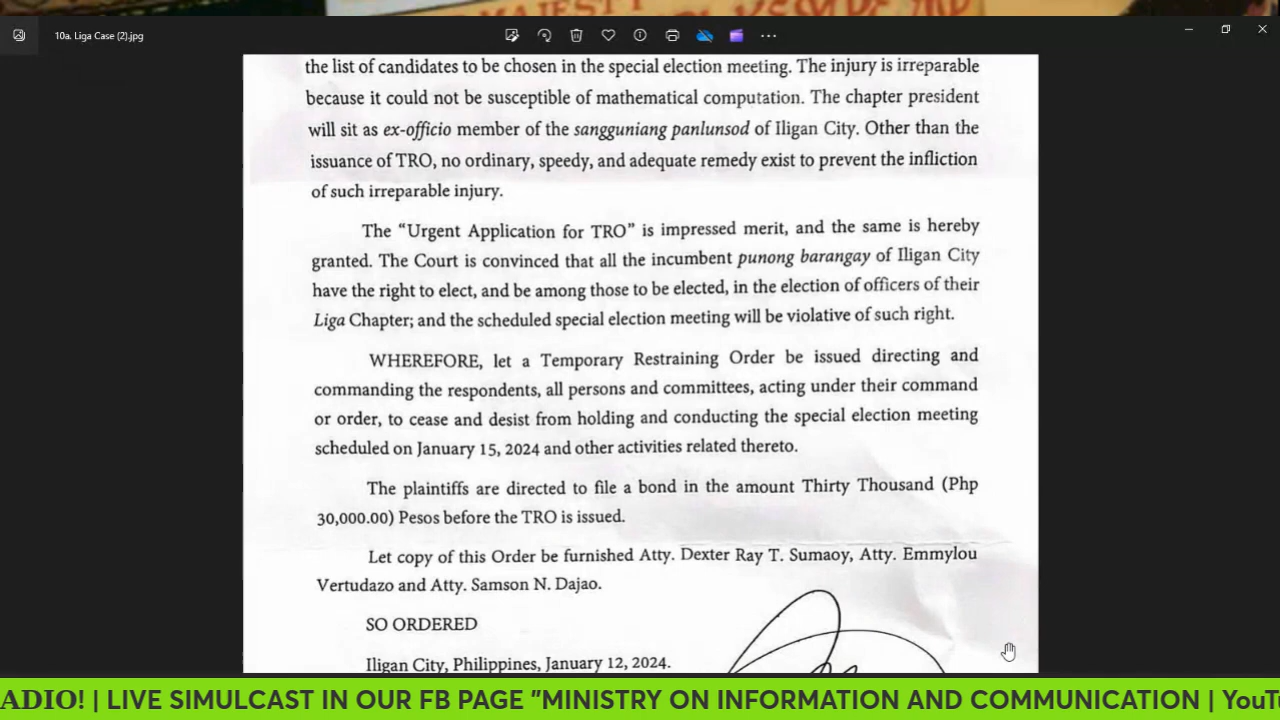 MAJESTY
10a. Liga Case (2).jpg
the list of candidates to be chosen in the special election meeting. The injury is irreparable
because it could not be susceptible of mathematical computation. The chapter president
will sit as ex-officio member of the sangguniang panlunsod of Iligan City. Other than the
issuance of TRO, no ordinary, speedy, and adequate remedy exist to prevent the infliction
of such irreparable injury.
The “Urgent Application for TRO” is impressed merit, and the same is hereby
granted. The Court is convinced that all the incumbent punong barangay of Iligan City
have the right to elect, and be among those to be elected, in the election of officers of their
Liga Chapter; and the scheduled special election meeting will be violative of such right.
WHEREFORE, let a Temporary Restraining Order be issued directing and
commanding the respondents, all persons and committees, acting under their command
or order, to cease and desist from holding and conducting the special election meeting
scheduled on January 15, 2024 and other activities related thereto.
The plaintiffs are directed to file a bond in the amount Thirty Thousand (Php
30,000.00) Pesos before the TRO is issued.
Let copy of this Order be furnished Atty. Dexter Ray T. Sumaoy, Atty. Emmylou
Vertudazo and Atty. Samson N. Dajao.
SO ORDERED
Iligan City, Philippines, January 12, 2024.
ADIO! | LIVE SIMULCAST IN OUR FB PAGE "MINISTRY ON INFORMATION AND COMMUNICATION | YouT